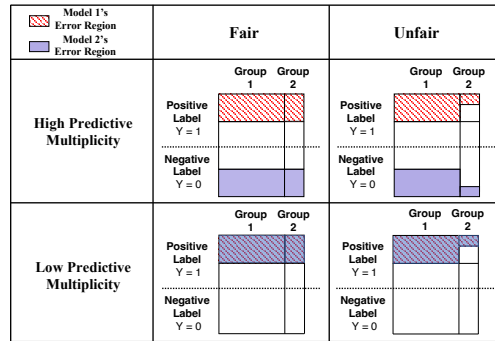 Model 1's
Error Region
Model 2's
Error Region
Fair
Unfair
High Predictive
Multiplicity
Group
1
Group
2
Positive
Label
Y = 1
Negative
Label
Y = 0
Group
1
Group
2
Positive
Label
Y = 1
Negative
Label
Y = 0
Low Predictive
Multiplicity
Group
1
Group
2
Positive
Label
Y = 1
Negative
Label
Y = 0
Group
1
Group
2
Positive
Label
Y = 1
Negative
Label
Y = 0